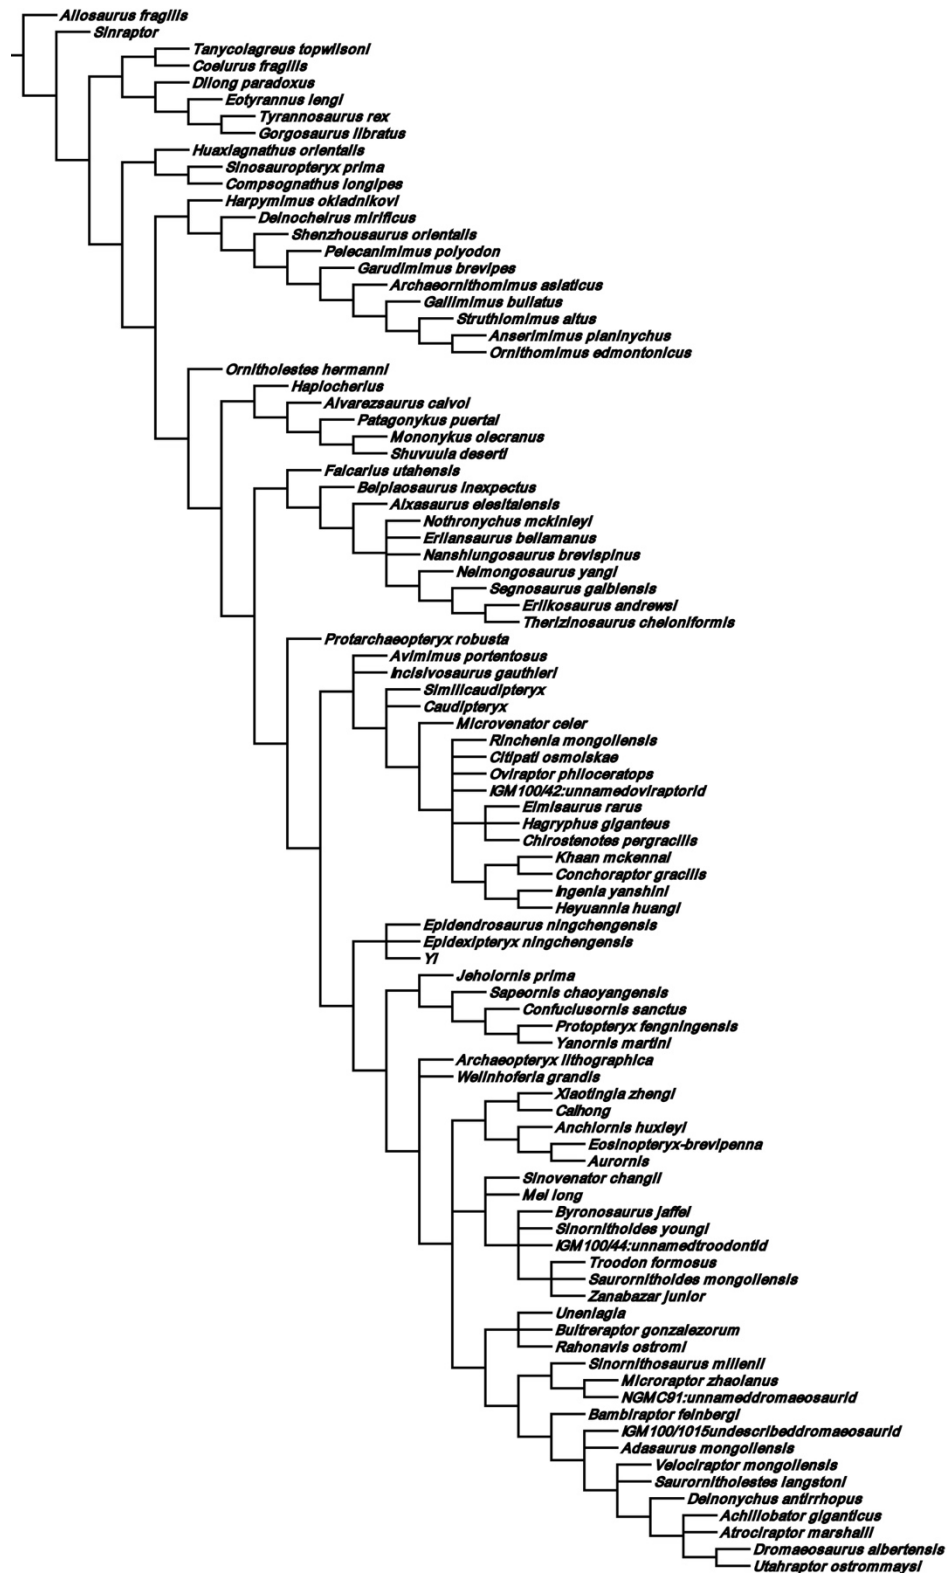 Allosaurus fragilis
Sinraptor
Tanycolagreus topwilsoni
Coelurus fragilis
Dilong paradoxus
Eotyrannus lengi
Tyrannosaurus rex
Gorgosaurus libratus
Huaxiagnathus orientalis
Sinosauropteryx prima
Compsognathus longipes
Harpymimus okladnikovi
Deinocheirus mirificus
Shenzhousaurus orientalis
Pelecanimimus polyodon
Garudimimus brevipes
Archaeornithomimus asiaticus
Gallimimus bullatus
Struthiomimus altus
Anserimimus planinychus
Ornithomimus edmontonicus
Ornitholestes hermanni
Haplocherius
Alvarezsaurus calvoi
Patagonykus puertai
Mononykus olecranus
Shuvuuia deserti
Falcarius utahensis
Beipiaosaurus inexpectus
Alxasaurus elesitaiensis
Nothronychus mckinleyi
Erliansaurus bellamanus
Nanshiungosaurus brevispinus
Neimongosaurus yangi
Segnosaurus galbiensis
Erlikosaurus andrewsi
Therizinosaurus cheloniformis
Protarchaeopteryx robusta
Avimimus portentosus
Incisivosaurus gauthieri
Similicaudipteryx
Caudipteryx
Microvenator celer
Rinchenia mongoliensis
Citipati osmolskae
Oviraptor philoceratops
IGM100/42:unnamedoviraptorid
Elmisaurus rarus
Hagryphus giganteus
Chirostenotes pergracilis
Khaan mckennai
Conchoraptor gracilis
Ingenia yanshini
Heyuannia huangi
Epidendrosaurus ningchengensis
Epidexipteryx ningchengensis
Yi
Jeholornis prima
Sapeornis chaoyangensis
Confuciusornis sanctus
Protopteryx fengningensis
Yanornis martini
Archaeopteryx lithographica
Wellnhoferia grandis
Xiaotingia zhengi
Caihong
Anchiornis huxleyi
Eosinopteryx-brevipenna
Aurornis
Sinovenator changii
Mei long
Byronosaurus jaffei
Sinornithoides youngi
IGM100/44:unnamedtroodontid
Troodon formosus
Saurornithoides mongoliensis
Zanabazar junior
Unenlagia
Buitreraptor gonzalezorum
Rahonavis ostromi
Sinornithosaurus millenii
Microraptor zhaoianus
NGMC91:unnameddromaeosaurid
Bambiraptor feinbergi
IGM100/1015undescribeddromaeosaurid
Adasaurus mongoliensis
Velociraptor mongoliensis
Saurornitholestes langstoni
Deinonychus antirrhopus
Achillobator giganticus
Atrociraptor marshalli
Dromaeosaurus albertensis
Utahraptor ostrommaysi